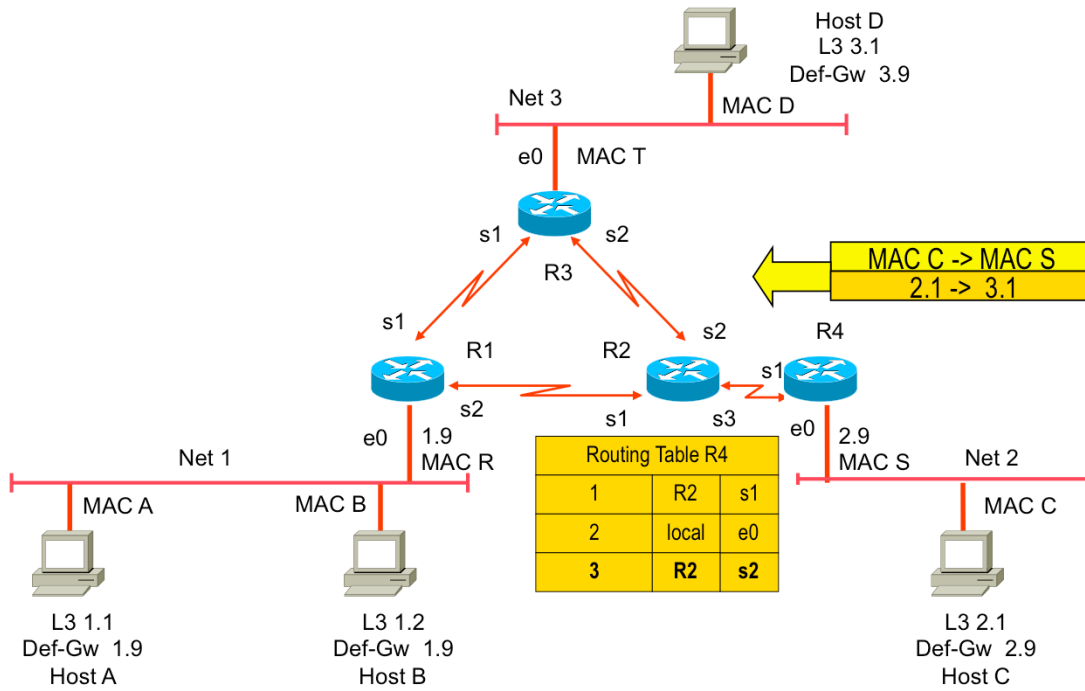 Host D
L3 3.1
Def-Gw 3.9
Net 3
MAC D
e0
MAC T
s1
s2
R3
MAC C -> MAC S
2.1 -> 3.1
s1
R1
R2
s2
R4
s1
s2
s1
s3
e0
1.9
MAC R
e0
2.9
MAC S
Net 1
Net 2
MAC A
MAC B
MAC C
Routing Table R4
1 R2 s1
2 local e0
3 R2 s2
L3 1.1
Def-Gw 1.9
Host A
L3 1.2
Def-Gw 1.9
Host B
L3 2.1
Def-Gw 2.9
Host C